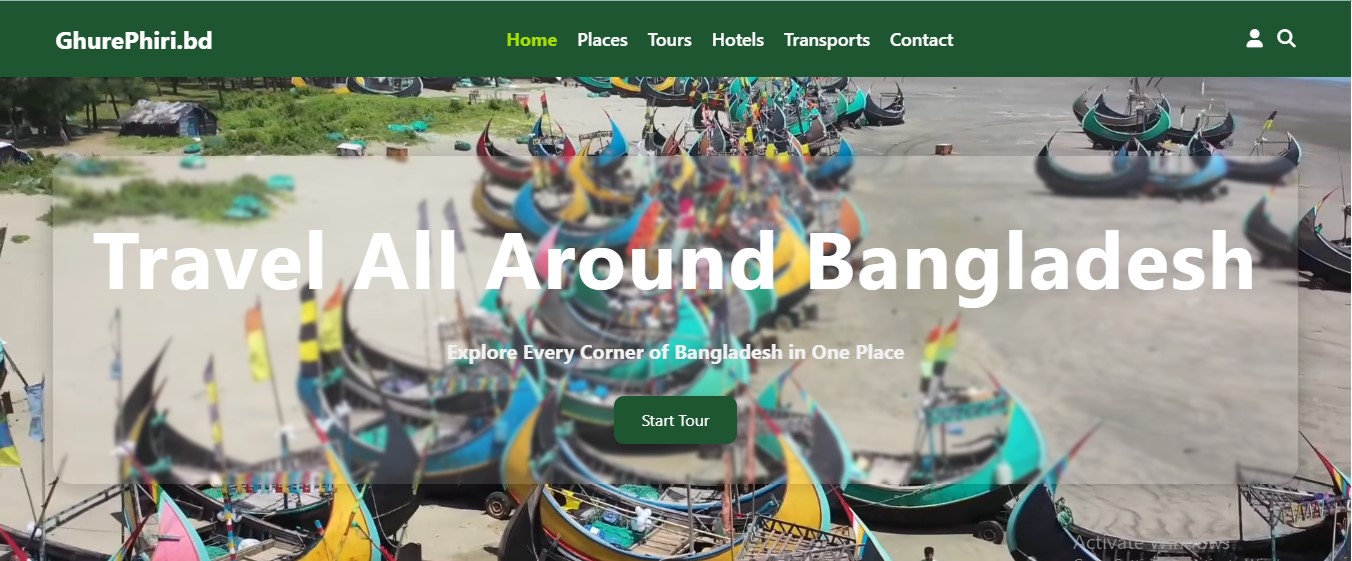 GhurePhiri.bd
Home Places Tours Hotels Transports Contact
Travel All Around Bangladesh
Explore Every Corner of Bangladesh in One Place
Start Tour
Activate Windows